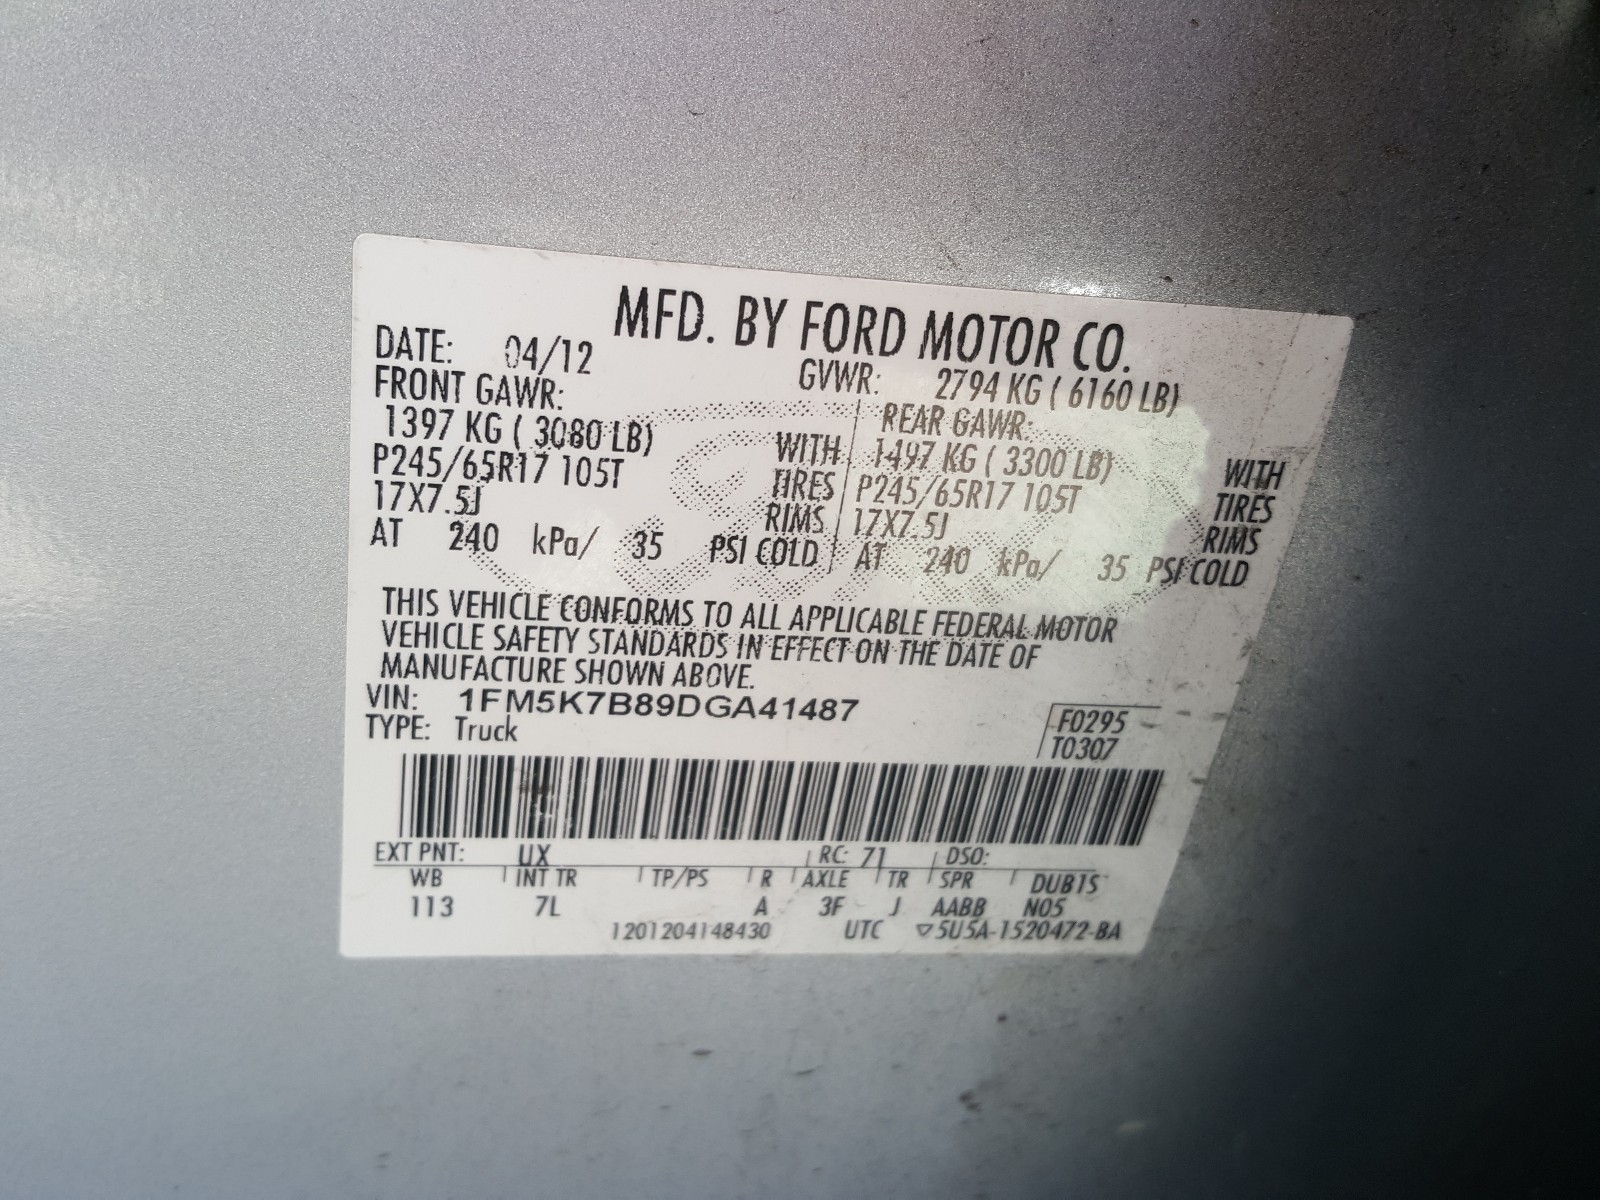 MFD. BY FORD MOTOR CO.
DATE: 04/12
GVWR: 2794 KG ( 6160 LB)
FRONT GAWR:
1397 KG ( 3080 LB) WITH
P245/65R17 105T TIRES
17X7.5J RIMS
AT 240 kPa/ 35 PSI COLD
REAR GAWR:
1497 KG ( 3300 LB) WITH
P245/65R17 105T TIRES
17X7.5J RIMS
AT 240 kPa/ 35 PSI COLD
THIS VEHICLE CONFORMS TO ALL APPLICABLE FEDERAL MOTOR
VEHICLE SAFETY STANDARDS IN EFFECT ON THE DATE OF
MANUFACTURE SHOWN ABOVE.
VIN: 1FM5K7B89DGA41487
TYPE: Truck
F0295
T0307
EXT PNT: UX RC: 71 DSO:
WB INT TR TP/PS R AXLE TR SPR DUBTS
113 7L A 3F J AABB N05
1201204148430 UTC ▽5U5A-1520472-BA